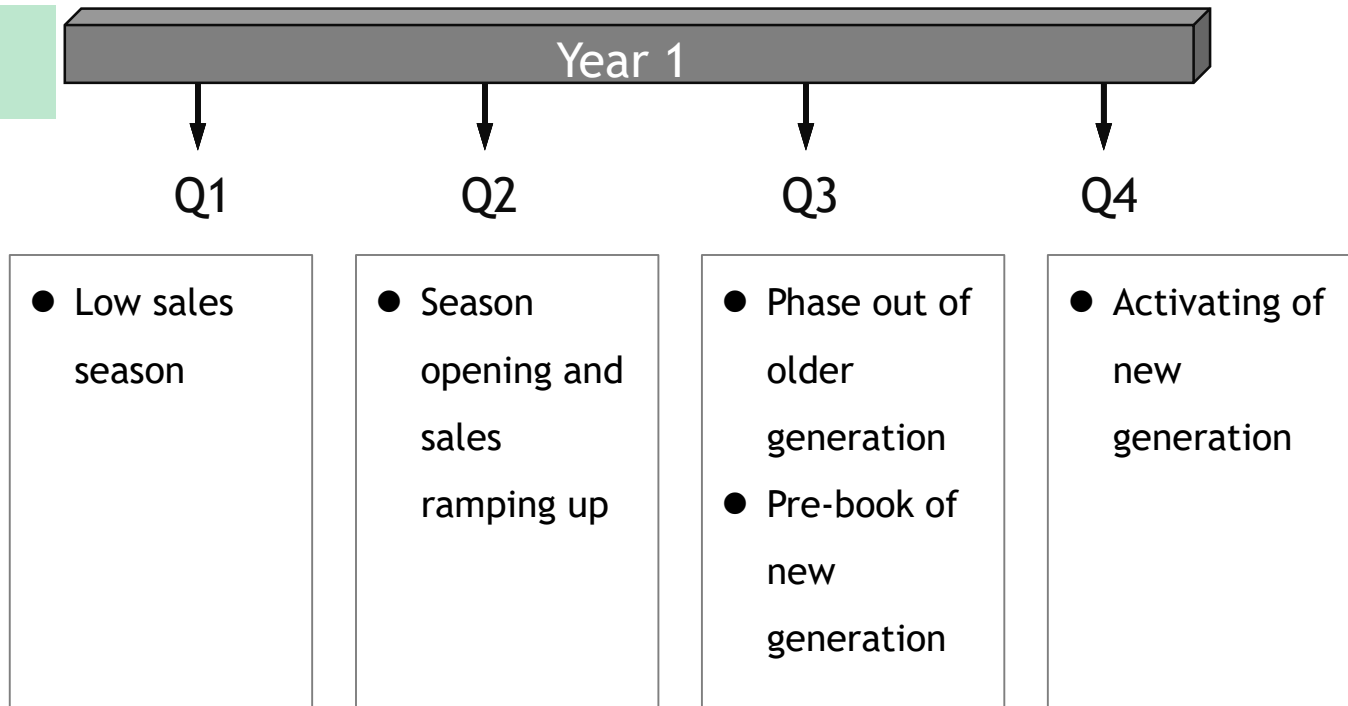 Year 1
Q1
Q2
Q3
Q4
● Low sales
season
● Season
opening and
sales
ramping up
● Phase out of
older
generation
● Pre-book of
new
generation
● Activating of
new
generation